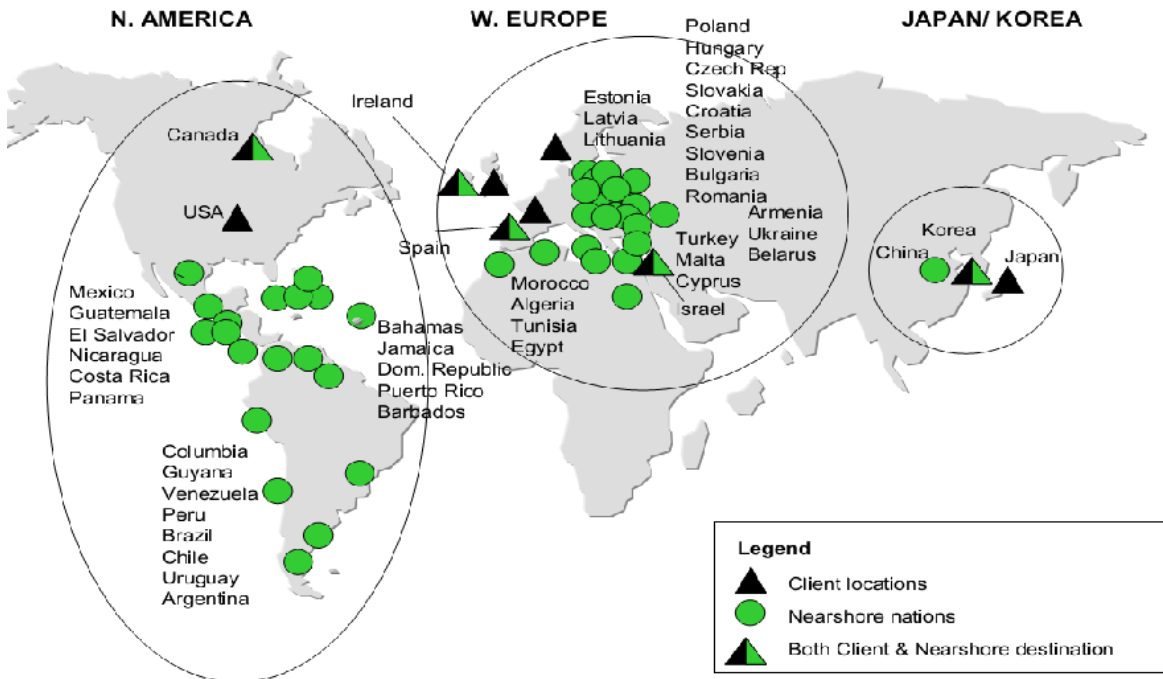 N. AMERICA
W. EUROPE
JAPAN/ KOREA
Canada
USA
Mexico
Guatemala
El Salvador
Nicaragua
Costa Rica
Panama
Bahamas
Jamaica
Dom. Republic
Puerto Rico
Barbados
Columbia
Guyana
Venezuela
Peru
Brazil
Chile
Uruguay
Argentina
Ireland
Spain
Estonia
Latvia
Lithuania
Poland
Hungary
Czech Rep
Slovakia
Croatia
Serbia
Slovenia
Bulgaria
Romania
Armenia
Ukraine
Belarus
Turkey
Malta
Cyprus
Israel
Morocco
Algeria
Tunisia
Egypt
Korea
China
Japan
Legend
Client locations
Nearshore nations
Both Client & Nearshore destination